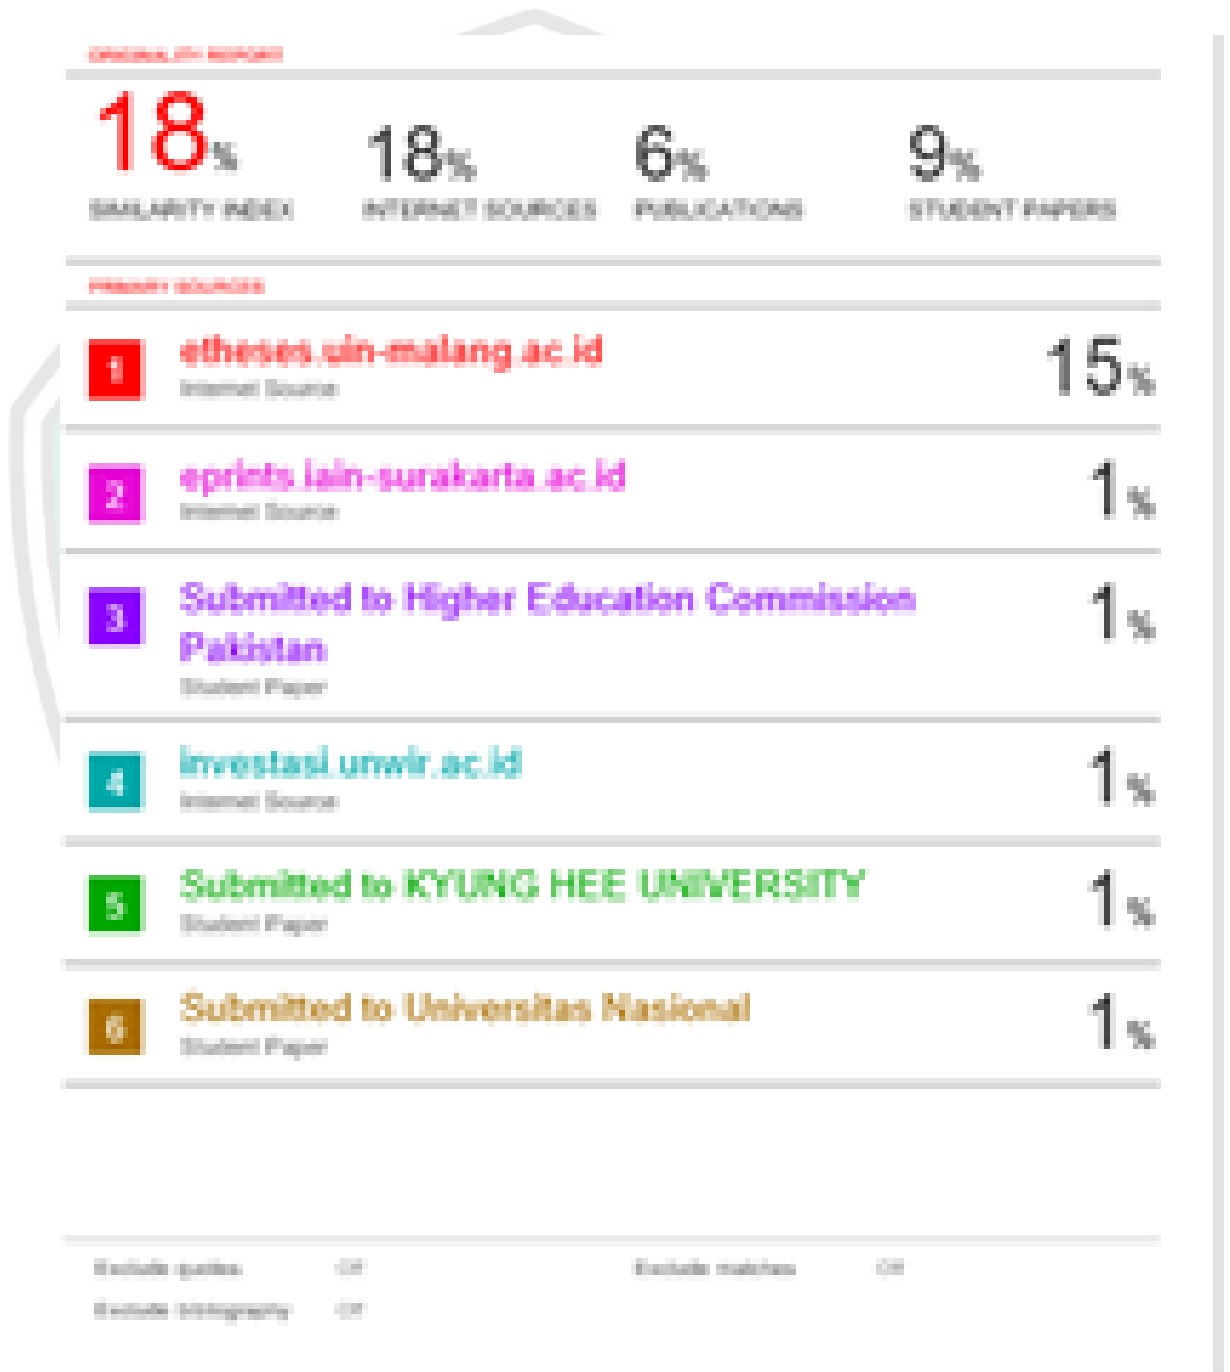 ORIGINALITY REPORT
18% 18% 6% 9%
SIMILARITY INDEX INTERNET SOURCES PUBLICATIONS STUDENT PAPERS
PRIMARY SOURCES
1 etheses.uin-malang.ac.id 15%
Internet Source
2 eprints.iain-surakarta.ac.id 1%
Internet Source
3 Submitted to Higher Education Commission 1%
Pakistan
Student Paper
4 investasi.unwir.ac.id 1%
Internet Source
5 Submitted to KYUNG HEE UNIVERSITY 1%
Student Paper
6 Submitted to Universitas Nasional 1%
Student Paper
Exclude quotes Off Exclude matches Off
Exclude bibliography Off